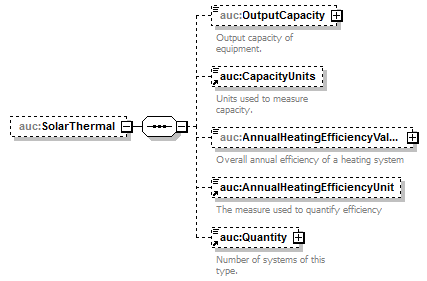 auc:OutputCapacity
Output capacity of
equipment.
auc:CapacityUnits
Units used to measure
capacity.
auc:SolarThermal
auc:AnnualHeatingEfficiencyVal...
Overall annual efficiency of a heating system
auc:AnnualHeatingEfficiencyUnit
The measure used to quantify efficiency
auc:Quantity
Number of systems of this
type.